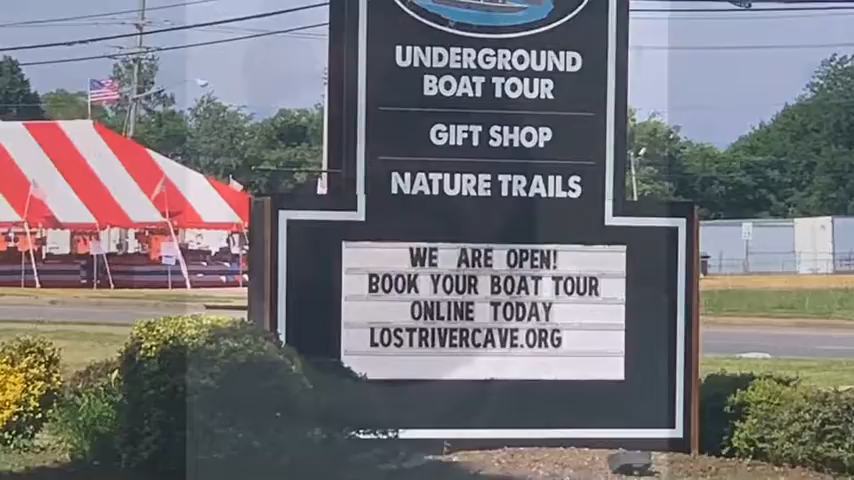 UNDERGROUND
BOAT TOUR
GIFT SHOP
NATURE TRAILS
WE ARE OPEN!
BOOK YOUR BOAT TOUR
ONLINE TODAY
LOSTRIVERCAVE.ORG